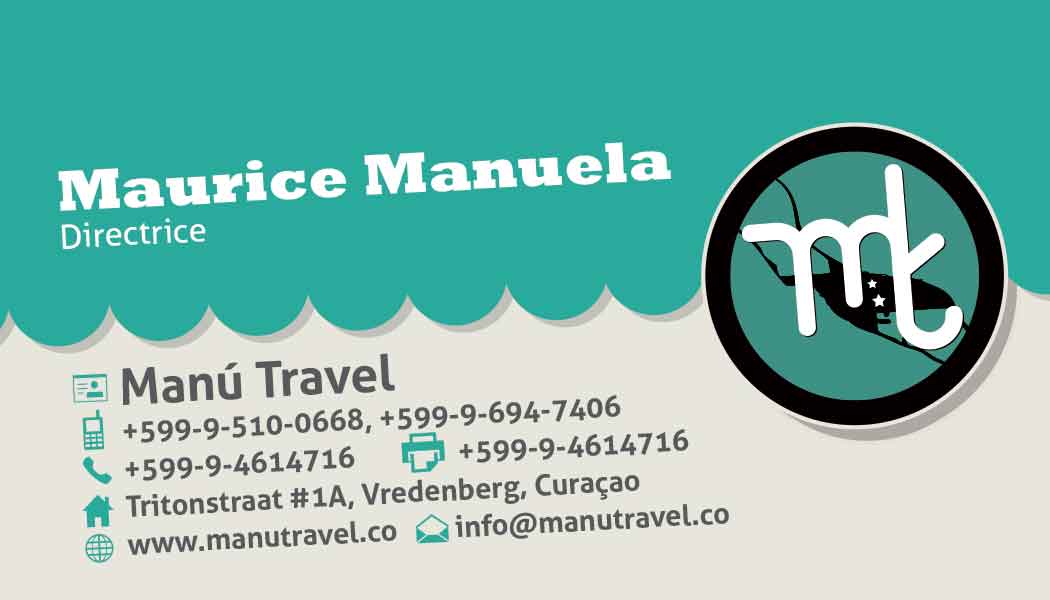 Maurice Manuela
Directrice
mt
Manú Travel
+599-9-510-0668, +599-9-694-7406
+599-9-4614716 +599-9-4614716
Tritonstraat #1A, Vredenberg, Curaçao
www.manutravel.co info@manutravel.co